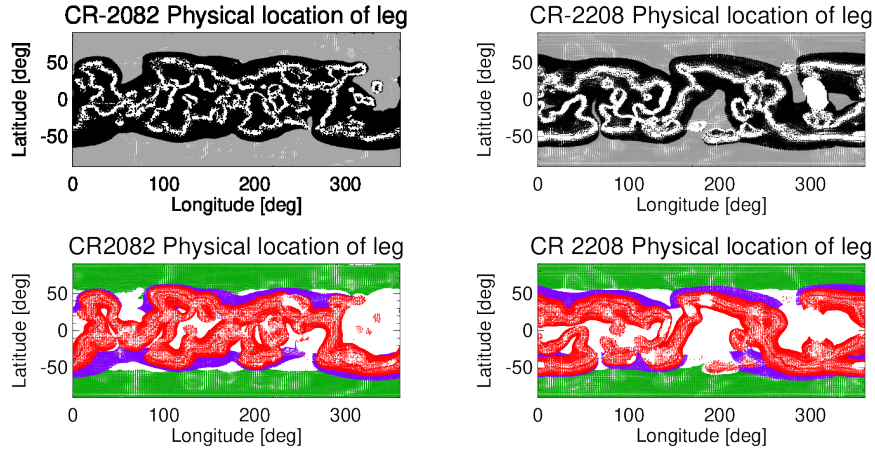 CR-2082 Physical location of leg
50
0
-50
Latitude [deg]
0 100 200 300
Longitude [deg]
CR-2208 Physical location of leg
50
0
-50
Latitude [deg]
0 100 200 300
Longitude [deg]
CR2082 Physical location of leg
50
0
-50
Latitude [deg]
0 100 200 300
Longitude [deg]
CR 2208 Physical location of leg
50
0
-50
Latitude [deg]
0 100 200 300
Longitude [deg]